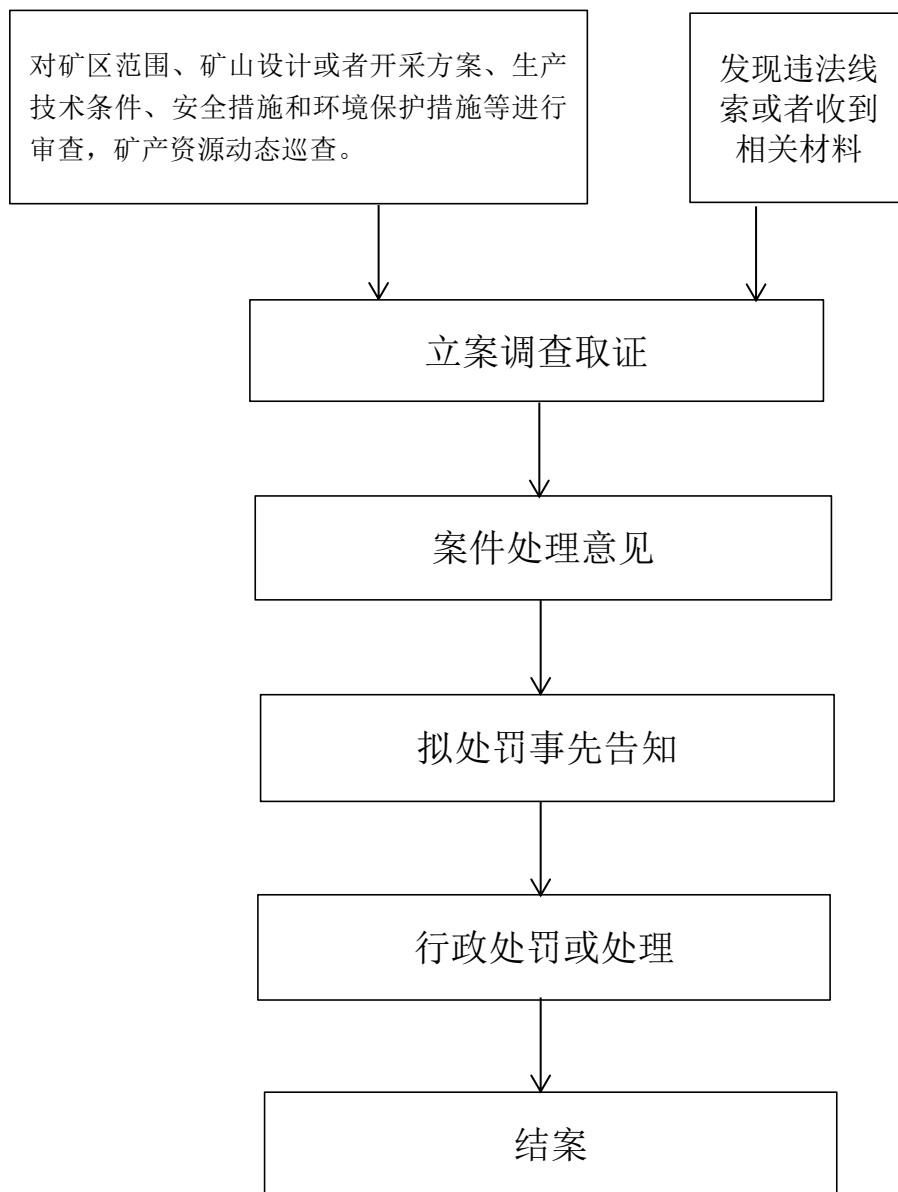 对矿区范围、矿山设计或者开采方案、生产
技术条件、安全措施和环境保护措施等进行
审查，矿产资源动态巡查。
发现违法线
索或者收到
相关材料
立案调查取证
案件处理意见
拟处罚事先告知
行政处罚或处理
结案